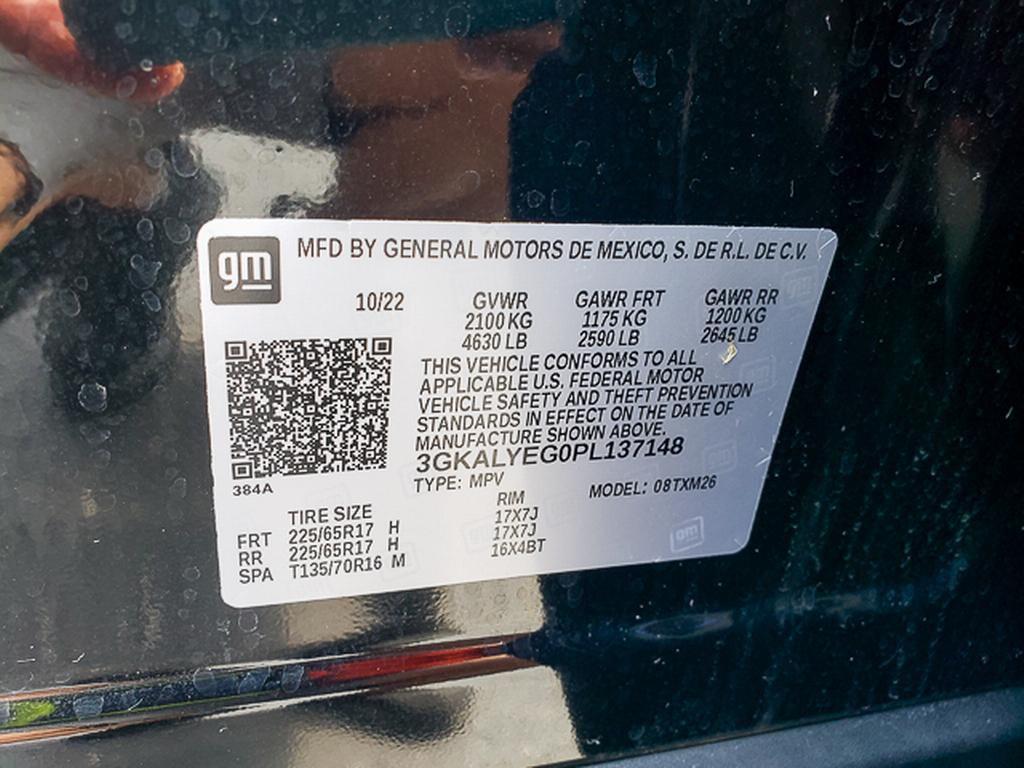 gm MFD BY GENERAL MOTORS DE MEXICO, S. DE R.L. DE C.V.
10/22 GVWR GAWR FRT GAWR RR
2100 KG 1175 KG 1200 KG
4630 LB 2590 LB 2645 LB
THIS VEHICLE CONFORMS TO ALL
APPLICABLE U.S. FEDERAL MOTOR
VEHICLE SAFETY AND THEFT PREVENTION
STANDARDS IN EFFECT ON THE DATE OF
MANUFACTURE SHOWN ABOVE.
3GKALYEG0PL137148
384A
TYPE: MPV MODEL: 08TXM26
TIRE SIZE RIM
FRT 225/65R17 H 17X7J
RR 225/65R17 H 17X7J
SPA T135/70R16 M 16X4BT
gm